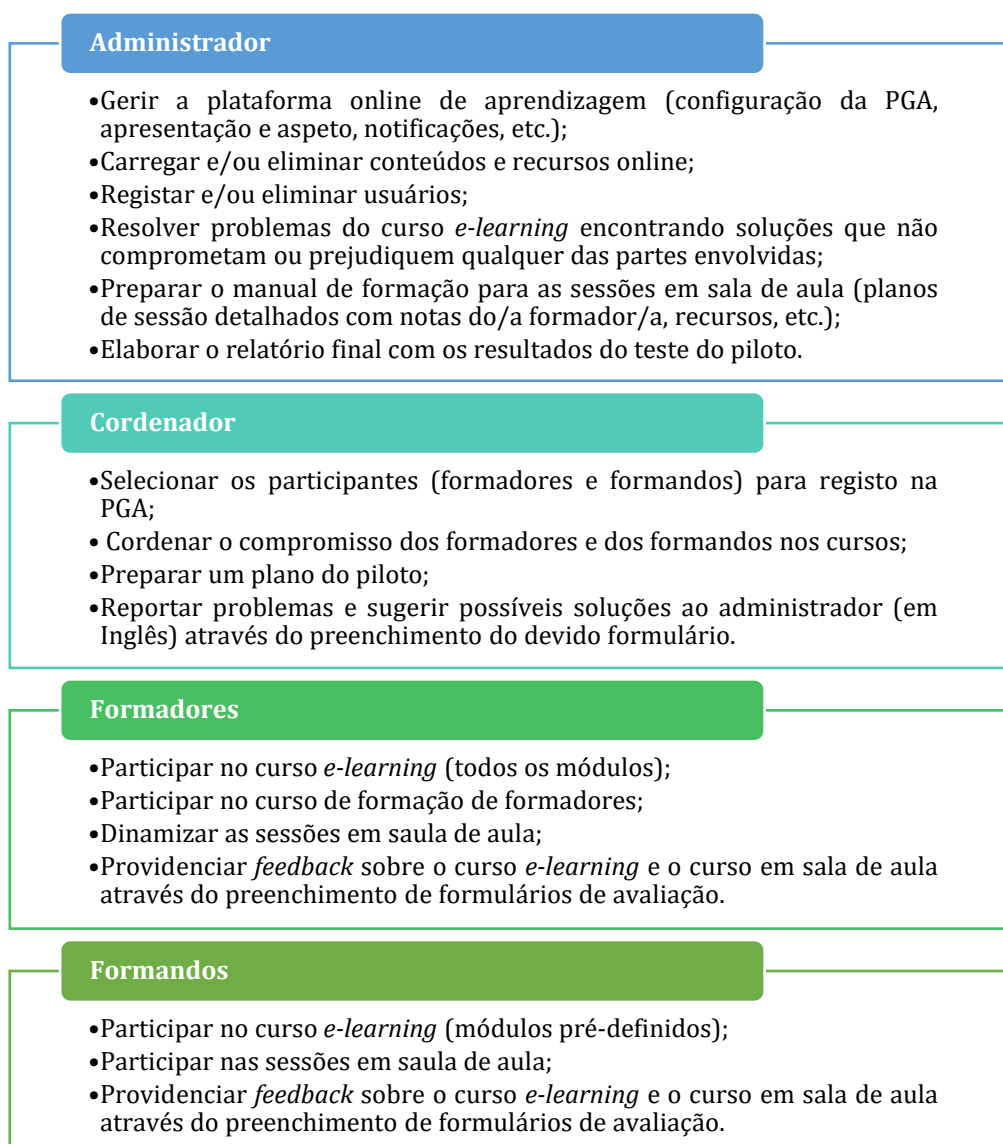 Administrador
•Gerir a plataforma online de aprendizagem (configuração da PGA,
apresentação e aspeto, notificações, etc.);
•Carregar e/ou eliminar conteúdos e recursos online;
•Registar e/ou eliminar usuários;
•Resolver problemas do curso e-learning encontrando soluções que não
comprometam ou prejudiquem qualquer das partes envolvidas;
•Preparar o manual de formação para as sessões em sala de aula (planos
de sessão detalhados com notas do/a formador/a, recursos, etc.);
•Elaborar o relatório final com os resultados do teste do piloto.
Cordenador
•Selecionar os participantes (formadores e formandos) para registo na
PGA;
• Cordenar o compromisso dos formadores e dos formandos nos cursos;
•Preparar um plano do piloto;
•Reportar problemas e sugerir possíveis soluções ao administrador (em
Inglês) através do preenchimento do devido formulário.
Formadores
•Participar no curso e-learning (todos os módulos);
•Participar no curso de formação de formadores;
•Dinamizar as sessões em saula de aula;
•Providenciar feedback sobre o curso e-learning e o curso em sala de aula
através do preenchimento de formulários de avaliação.
Formandos
•Participar no curso e-learning (módulos pré-definidos);
•Participar nas sessões em saula de aula;
•Providenciar feedback sobre o curso e-learning e o curso em sala de aula
através do preenchimento de formulários de avaliação.